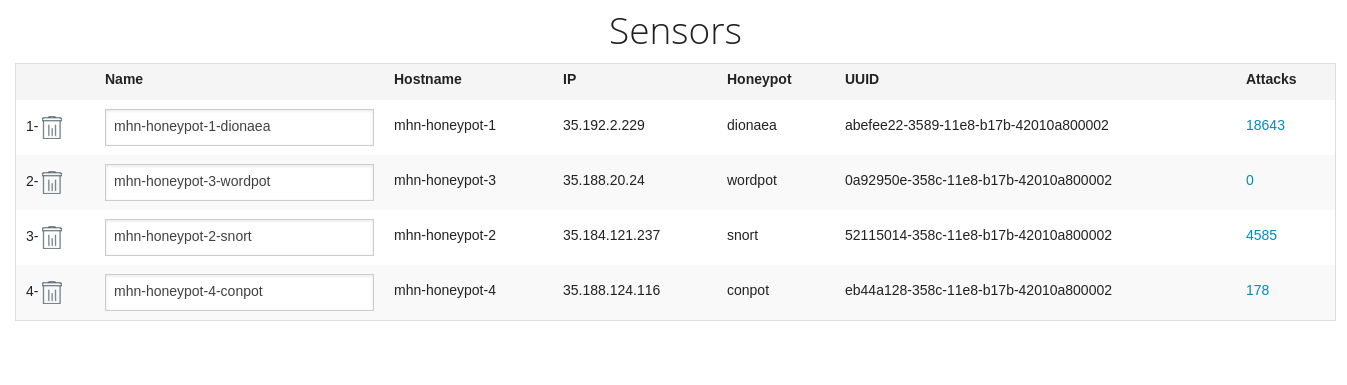 Sensors
Name Hostname IP Honeypot UUID Attacks
1- mhn-honeypot-1-dionaea mhn-honeypot-1 35.192.2.229 dionaea abefee22-3589-11e8-b17b-42010a800002 18643
2- mhn-honeypot-3-wordpot mhn-honeypot-3 35.188.20.24 wordpot 0a92950e-358c-11e8-b17b-42010a800002 0
3- mhn-honeypot-2-snort mhn-honeypot-2 35.184.121.237 snort 52115014-358c-11e8-b17b-42010a800002 4585
4- mhn-honeypot-4-conpot mhn-honeypot-4 35.188.124.116 conpot eb44a128-358c-11e8-b17b-42010a800002 178